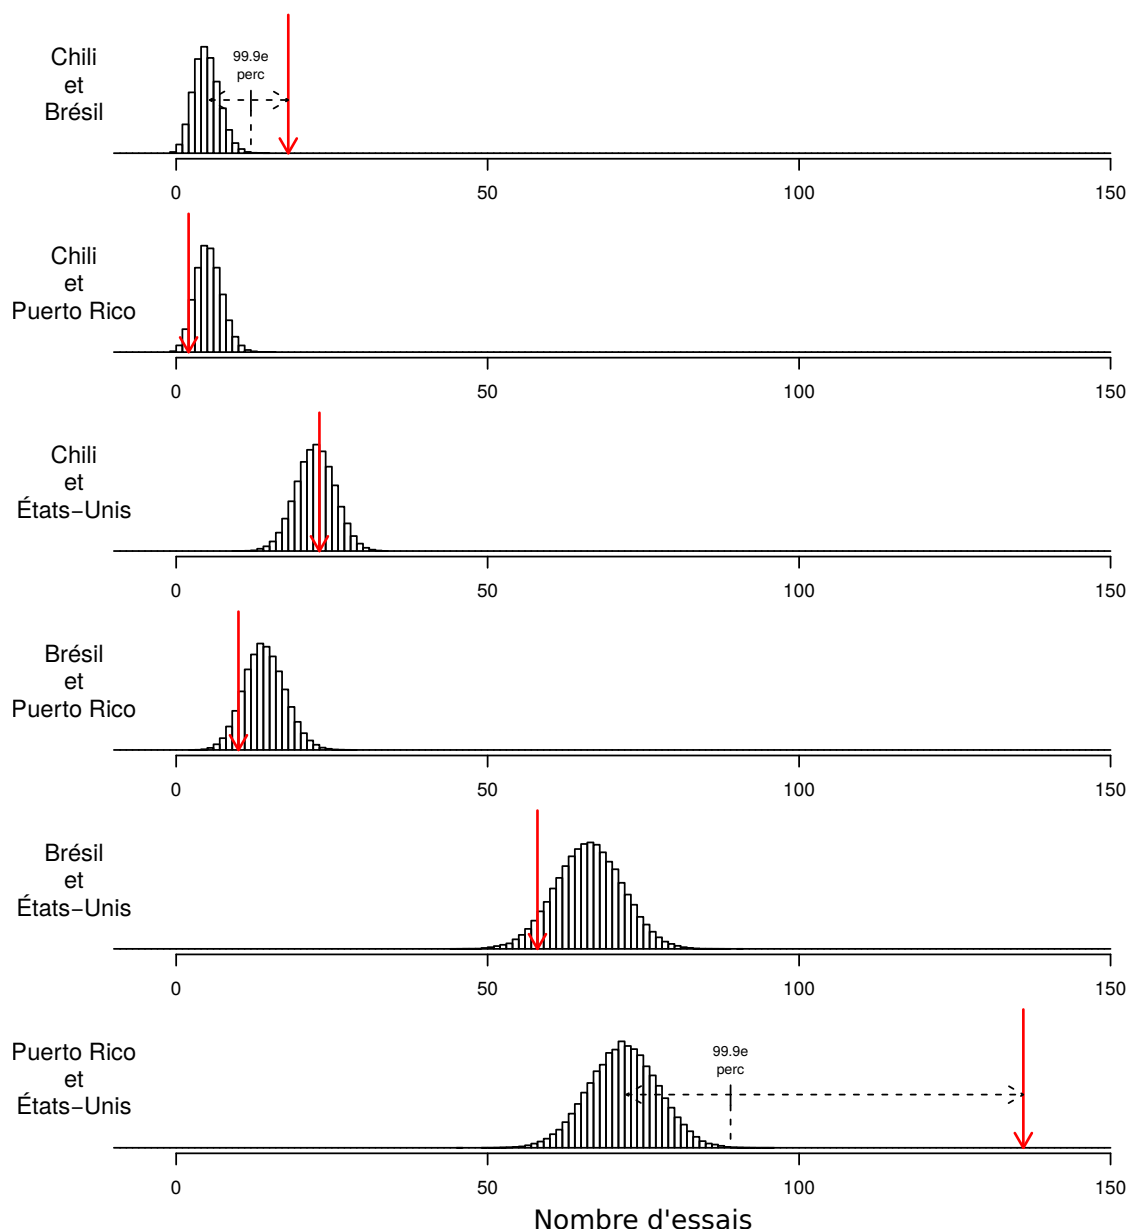 Chili
et
Brésil
99.9e
perc
0 50 100 150
Chili
et
Puerto Rico
0 50 100 150
Chili
et
États−Unis
0 50 100 150
Brésil
et
Puerto Rico
0 50 100 150
Brésil
et
États−Unis
0 50 100 150
Puerto Rico
et
États−Unis
99.9e
perc
0 50 100 150
Nombre d'essais